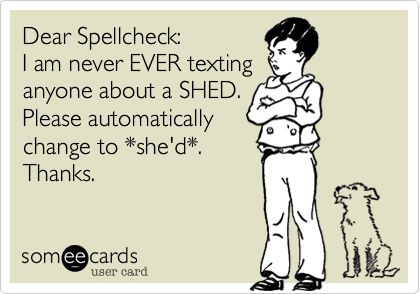 Dear Spellcheck:
I am never EVER texting
anyone about a SHED.
Please automatically
change to *she'd*.
Thanks.
someecards
user card